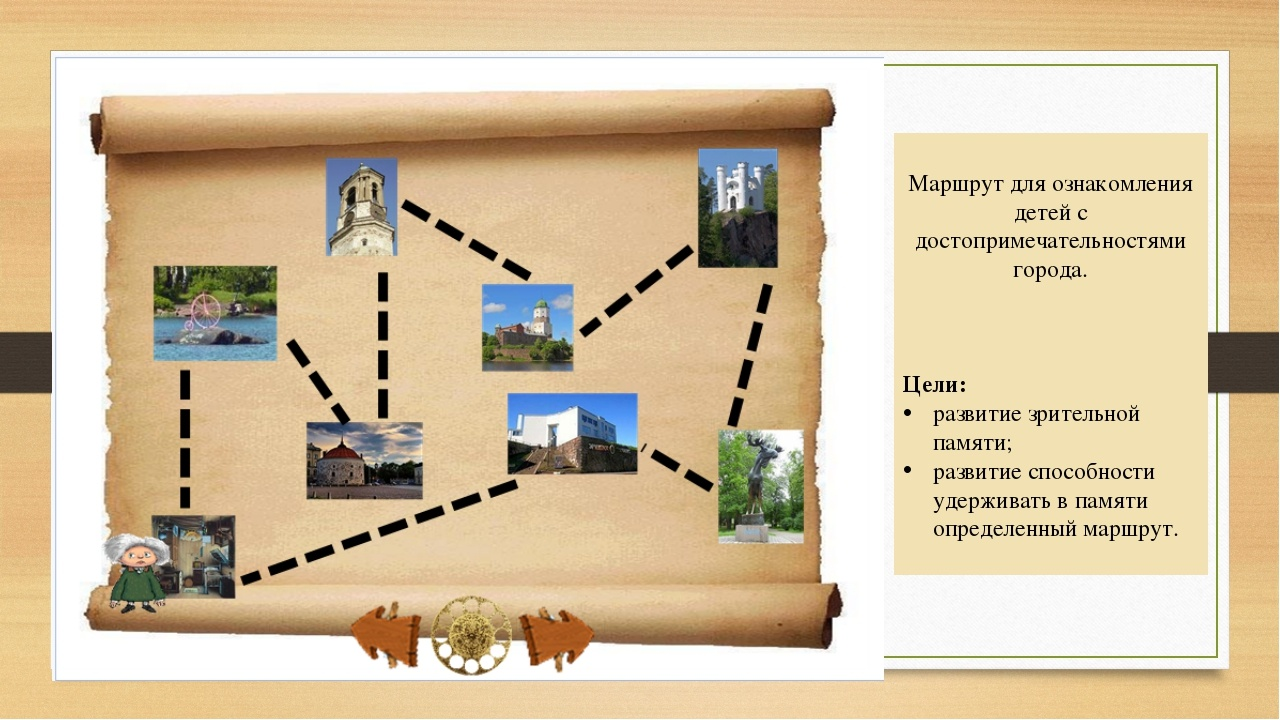 Маршрут для ознакомления
детей с
достопримечательностями
города.
Цели:
• развитие зрительной
памяти;
• развитие способности
удерживать в памяти
определенный маршрут.